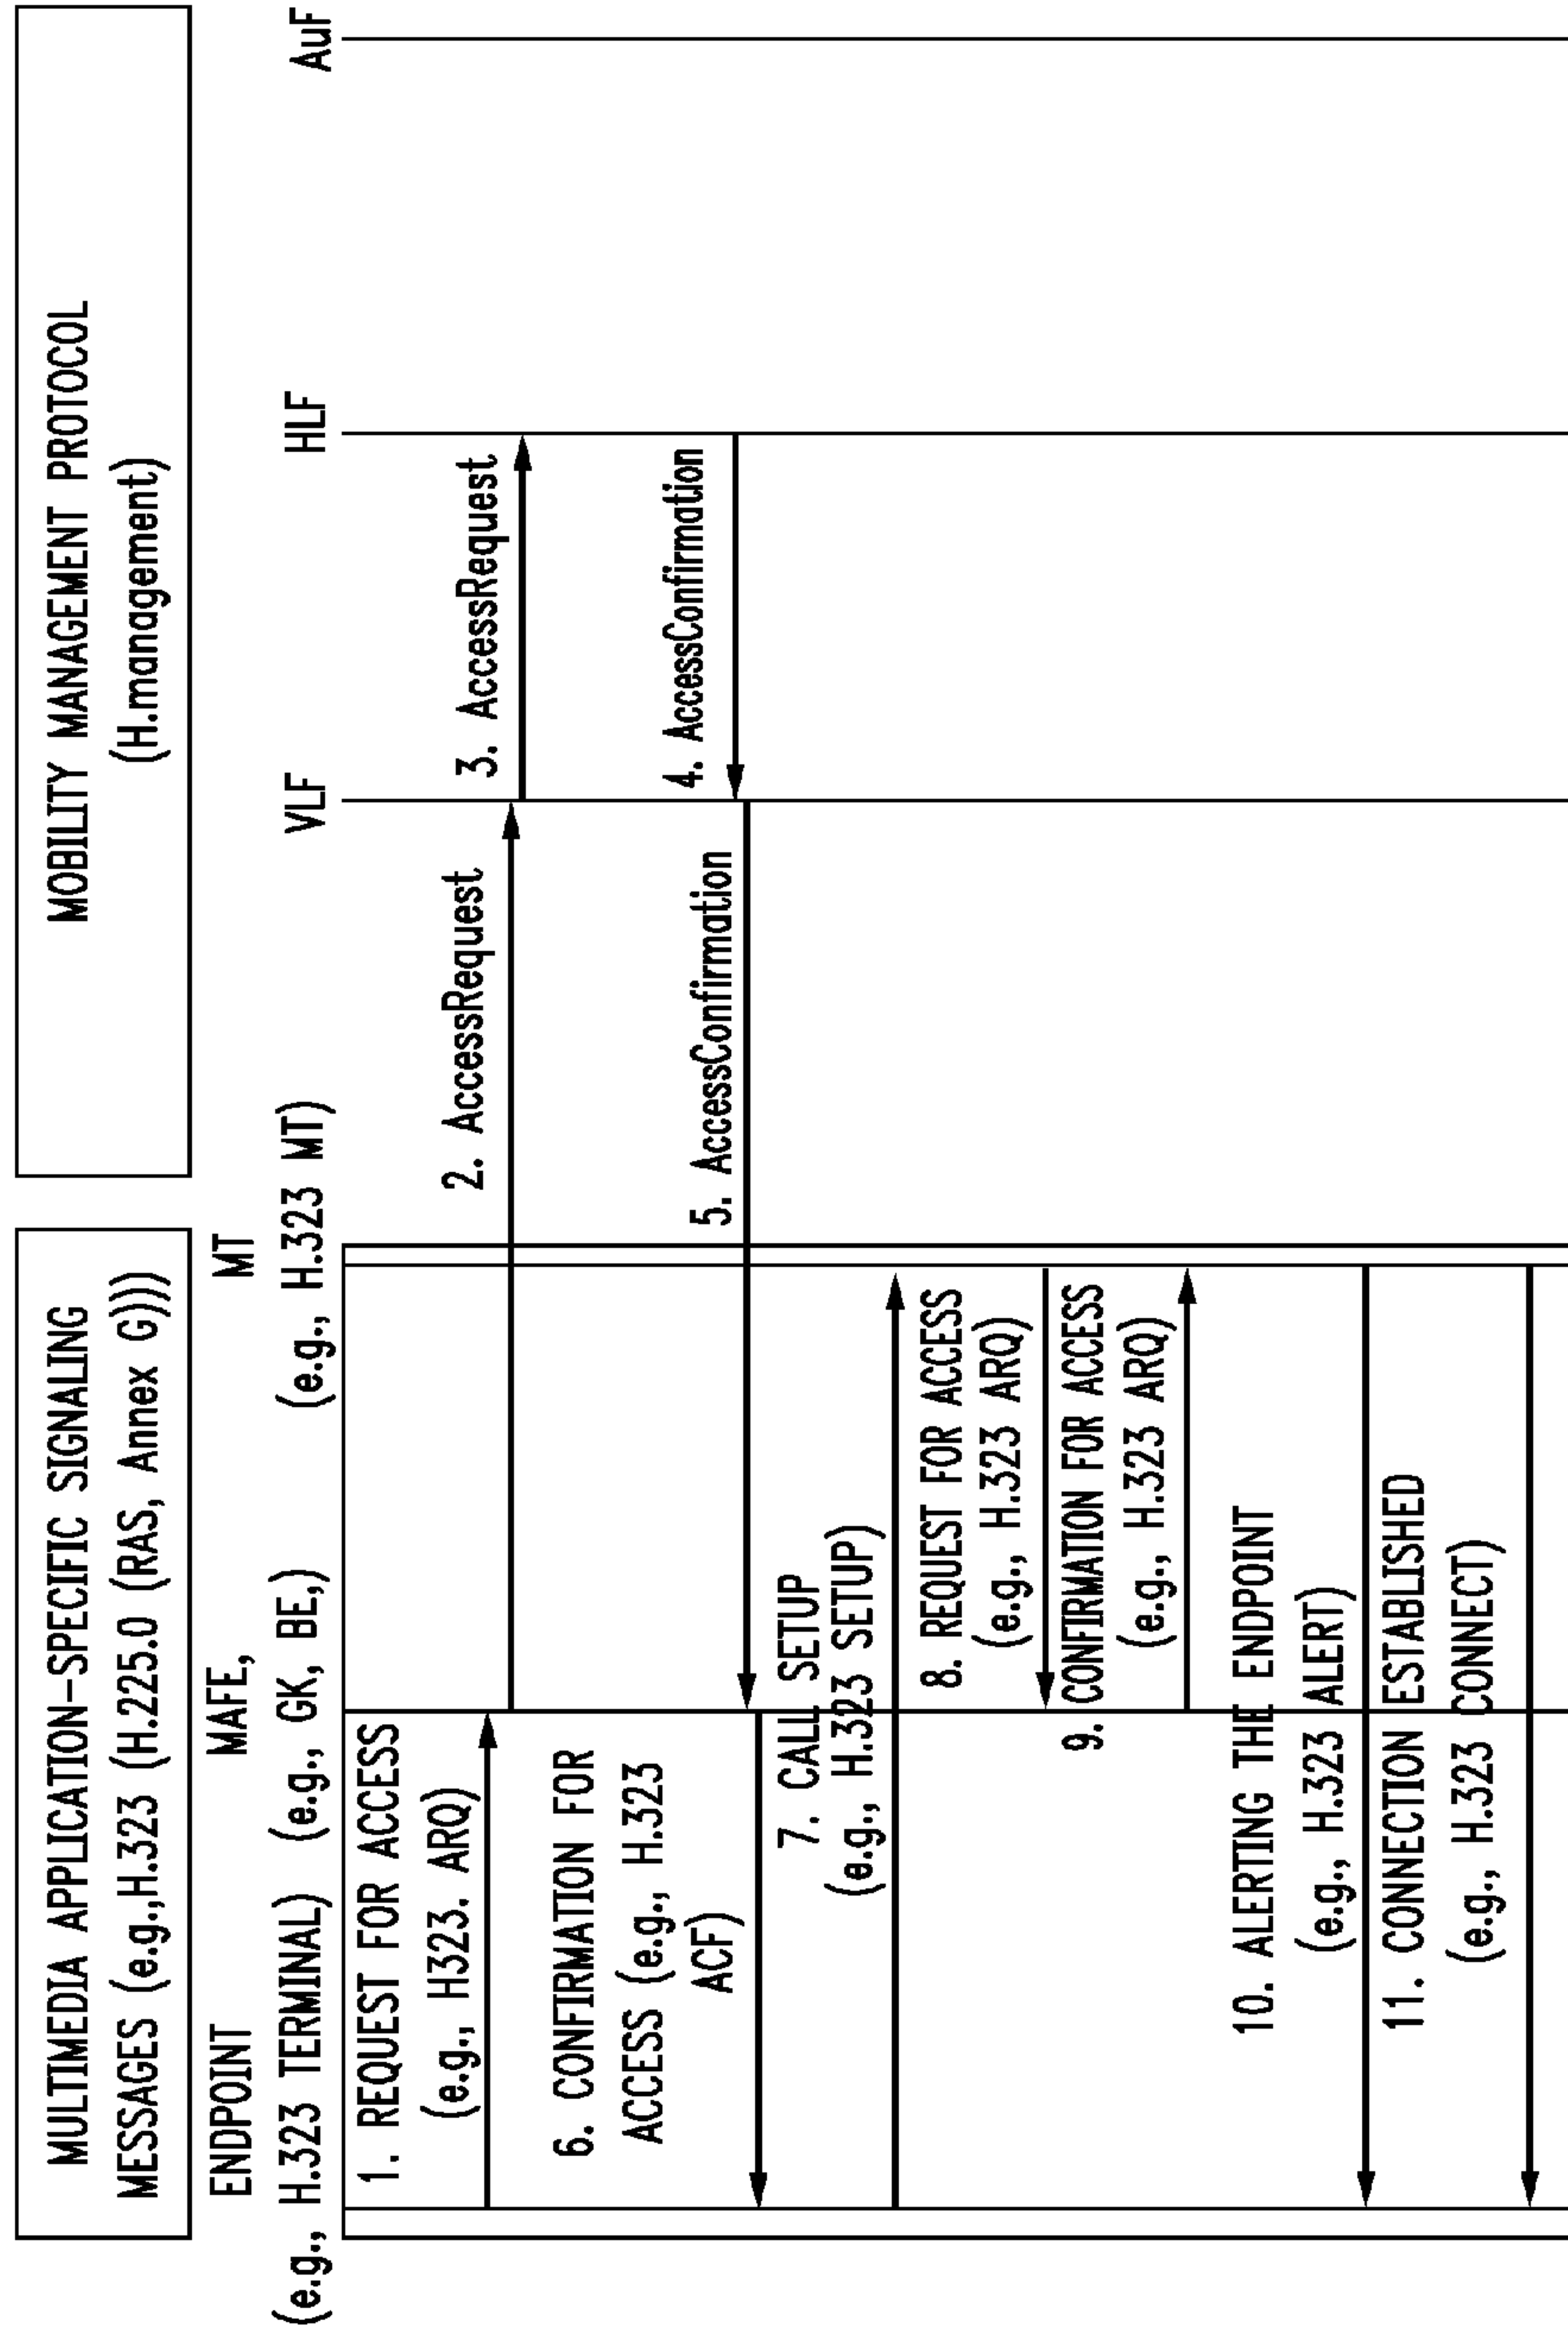 MULTIMEDIA APPLICATION-SPECIFIC SIGNALING
MESSAGES (e.g.,H.323 (H.225.0 (RAS, Annex G)))
MOBILITY MANAGEMENT PROTOCOL
(H.management)
ENDPOINT
(e.g., H.323 TERMINAL)
MAFE,
(e.g., GK, BE,)
MT
(e.g., H.323 MT)
VLF
HLF
AuF
1. REQUEST FOR ACCESS
(e.g., H323. ARQ)
2. AccessRequest
3. AccessRequest
4. AccessConfirmation
5. AccessConfirmation
6. CONFIRMATION FOR
ACCESS (e.g., H.323
ACF)
7. CALL SETUP
(e.g., H.323 SETUP)
8. REQUEST FOR ACCESS
(e.g., H.323 ARQ)
9. CONFIRMATION FOR ACCESS
(e.g., H.323 ARQ)
10. ALERTING THE ENDPOINT
(e.g., H.323 ALERT)
11. CONNECTION ESTABLISHED
(e.g., H.323 CONNECT)